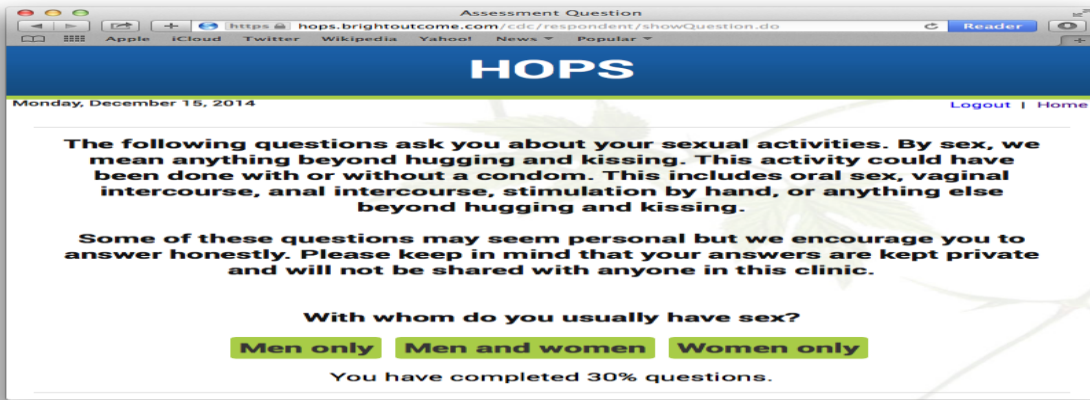 Assessment Question
https hops.brightoutcome.com/cdc/respondent/showQuestion.do
Reader
Apple iCloud Twitter Wikipedia Yahoo! News Popular
HOPS
Monday, December 15, 2014
Logout | Home
The following questions ask you about your sexual activities. By sex, we
mean anything beyond hugging and kissing. This activity could have
been done with or without a condom. This includes oral sex, vaginal
intercourse, anal intercourse, stimulation by hand, or anything else
beyond hugging and kissing.
Some of these questions may seem personal but we encourage you to
answer honestly. Please keep in mind that your answers are kept private
and will not be shared with anyone in this clinic.
With whom do you usually have sex?
Men only Men and women Women only
You have completed 30% questions.